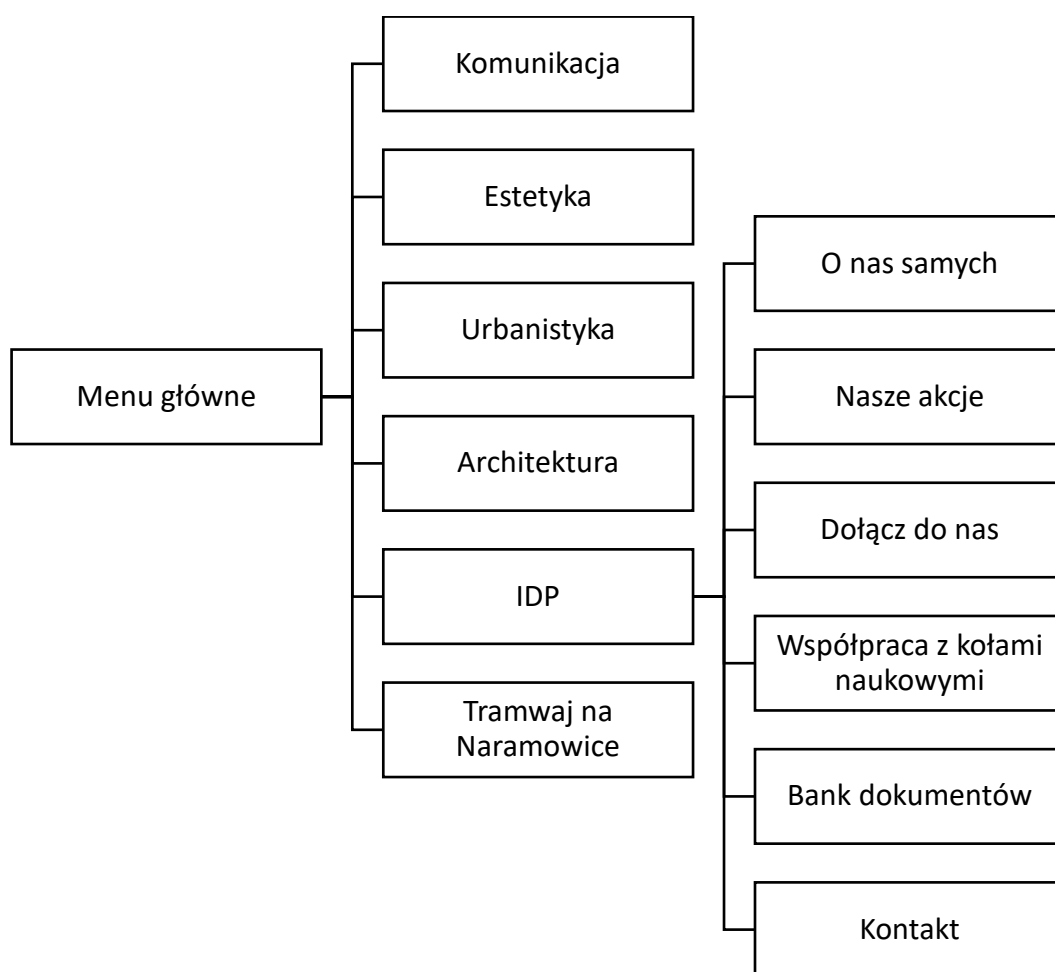 Menu główne
Komunikacja
Estetyka
Urbanistyka
Architektura
IDP
Tramwaj na
Naramowice
O nas samych
Nasze akcje
Dołącz do nas
Współpraca z kołami
naukowymi
Bank dokumentów
Kontakt